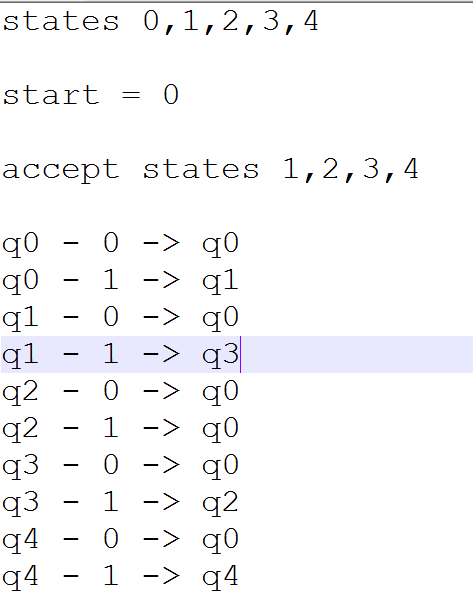 states 0,1,2,3,4
start = 0
accept states 1,2,3,4
q0 - 0 -> q0
q0 - 1 -> q1
q1 - 0 -> q0
q1 - 1 -> q3
q2 - 0 -> q0
q2 - 1 -> q0
q3 - 0 -> q0
q3 - 1 -> q2
q4 - 0 -> q0
q4 - 1 -> q4